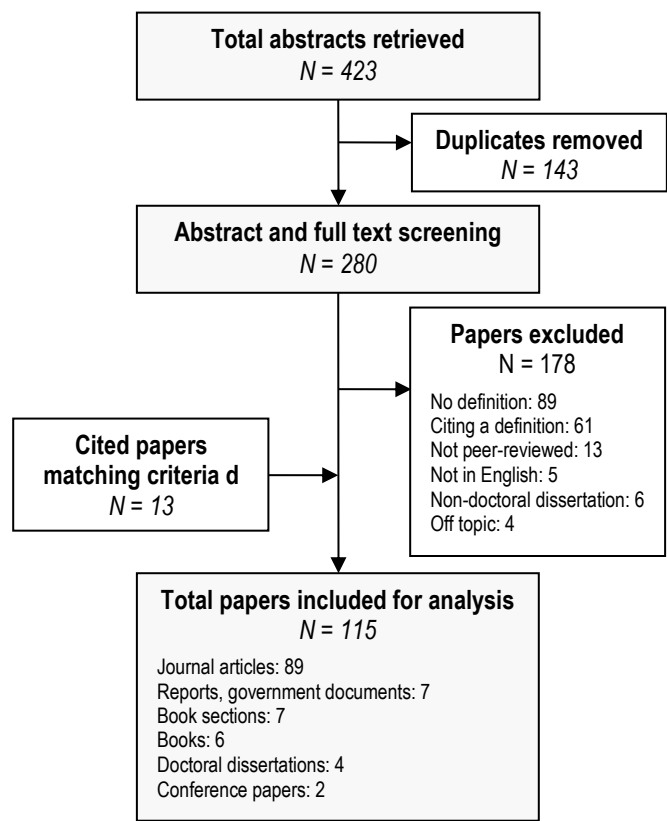 Total abstracts retrieved
N = 423
Duplicates removed
N = 143
Abstract and full text screening
N = 280
Papers excluded
N = 178
No definition: 89
Citing a definition: 61
Not peer-reviewed: 13
Not in English: 5
Non-doctoral dissertation: 6
Off topic: 4
Cited papers
matching criteria d
N = 13
Total papers included for analysis
N = 115
Journal articles: 89
Reports, government documents: 7
Book sections: 7
Books: 6
Doctoral dissertations: 4
Conference papers: 2